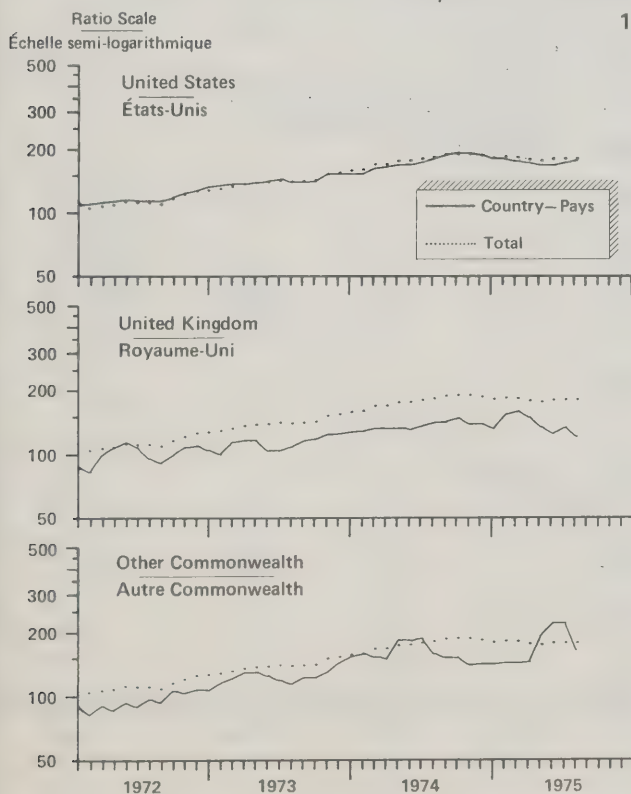 Ratio Scale
Échelle semi-logarithmique
1
500
United States
États-Unis
300
200
Country—Pays
100
Total
50
500
United Kingdom
300
Royaume-Uni
200
100
50
500
Other Commonwealth
Autre Commonwealth
300
200
100
50
1972 1973 1974 1975